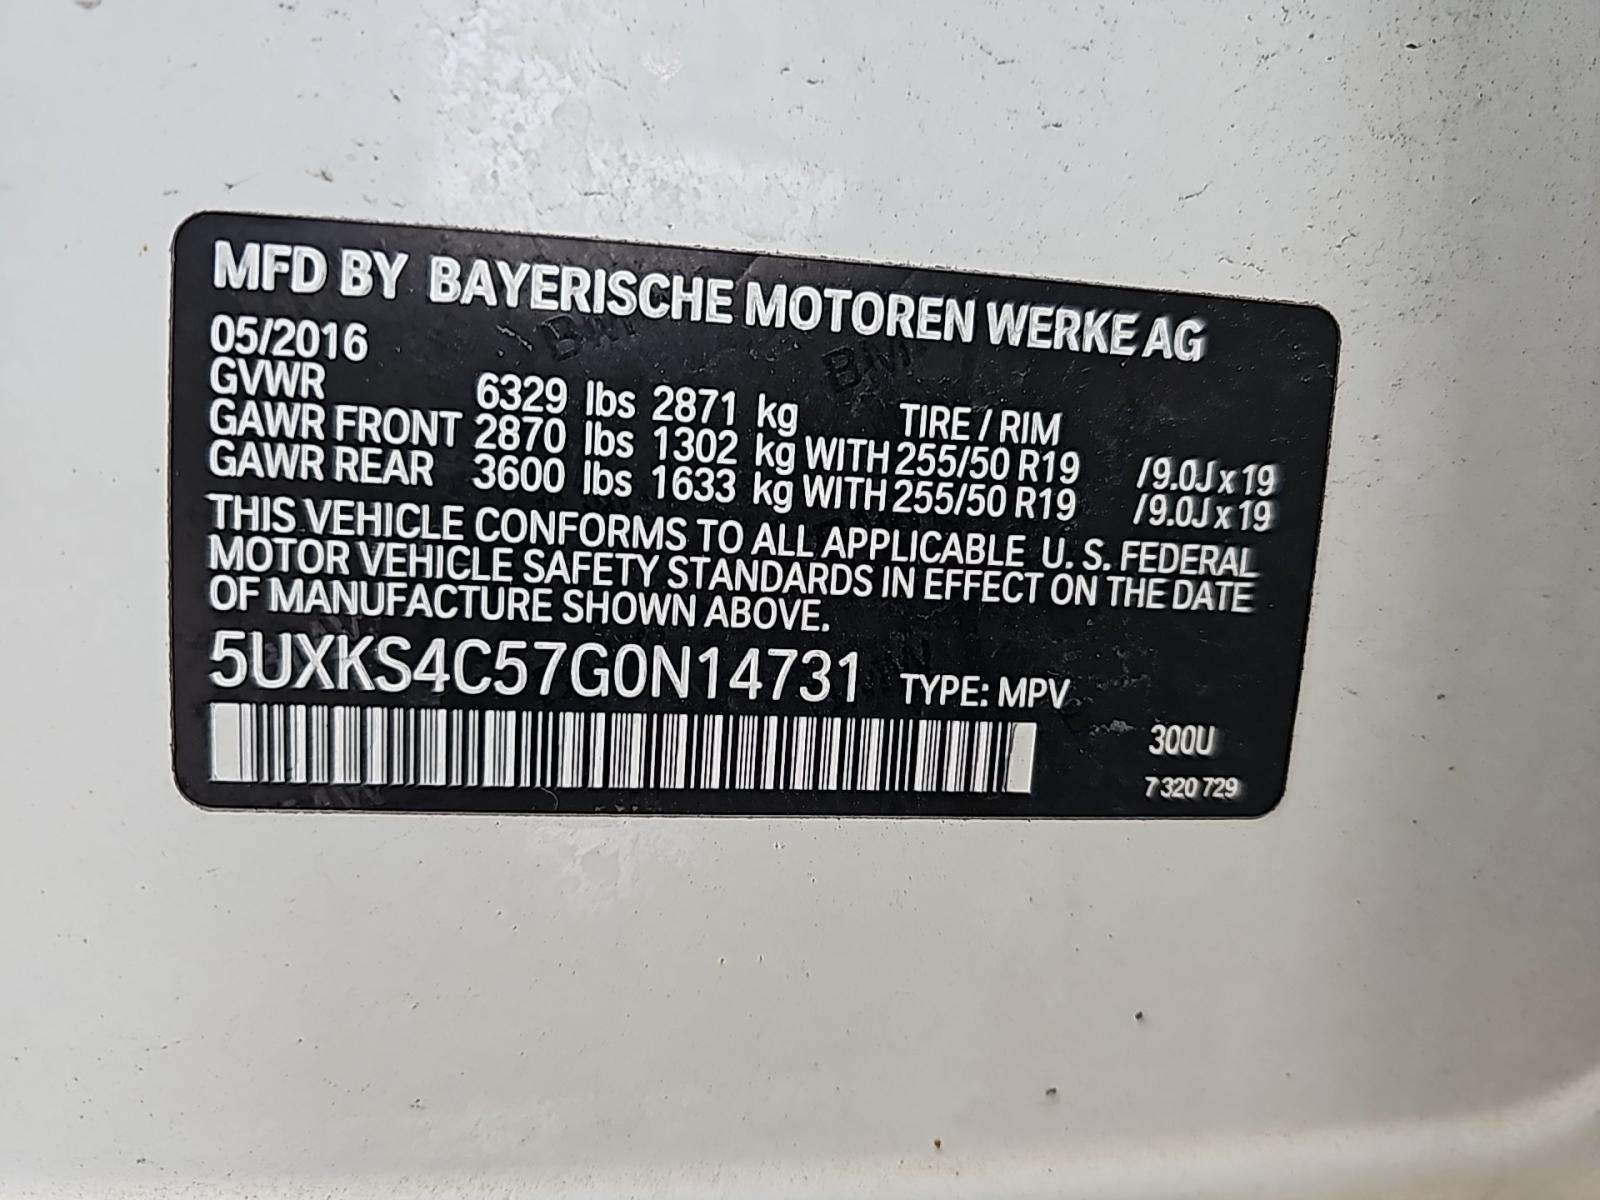 MFD BY BAYERISCHE MOTOREN WERKE AG
05/2016
GVWR 6329 lbs 2871 kg TIRE / RIM
GAWR FRONT 2870 lbs 1302 kg WITH 255/50 R19 /9.0J x 19
GAWR REAR 3600 lbs 1633 kg WITH 255/50 R19 /9.0J x 19
THIS VEHICLE CONFORMS TO ALL APPLICABLE U. S. FEDERAL
MOTOR VEHICLE SAFETY STANDARDS IN EFFECT ON THE DATE
OF MANUFACTURE SHOWN ABOVE.
5UXKS4C57G0N14731 TYPE: MPV
300U
7 320 729